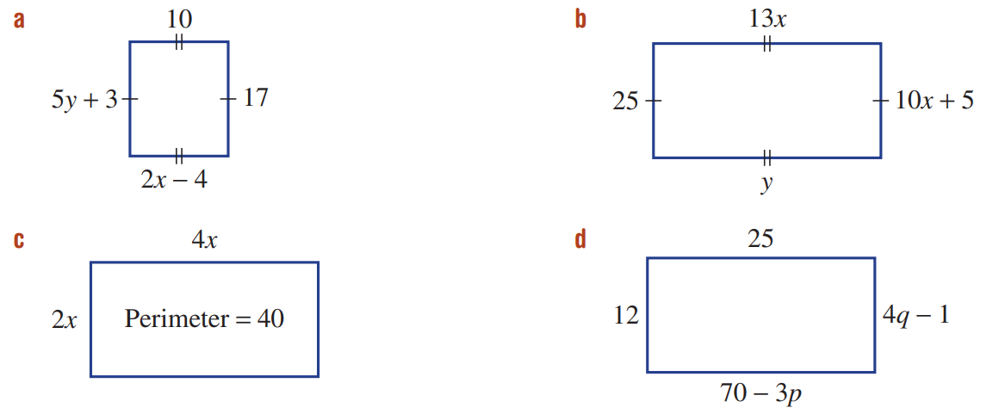 a
10
5y + 3
17
2x – 4
b
13x
25
10x + 5
y
c
4x
2x
Perimeter = 40
d
25
12
4q – 1
70 – 3p